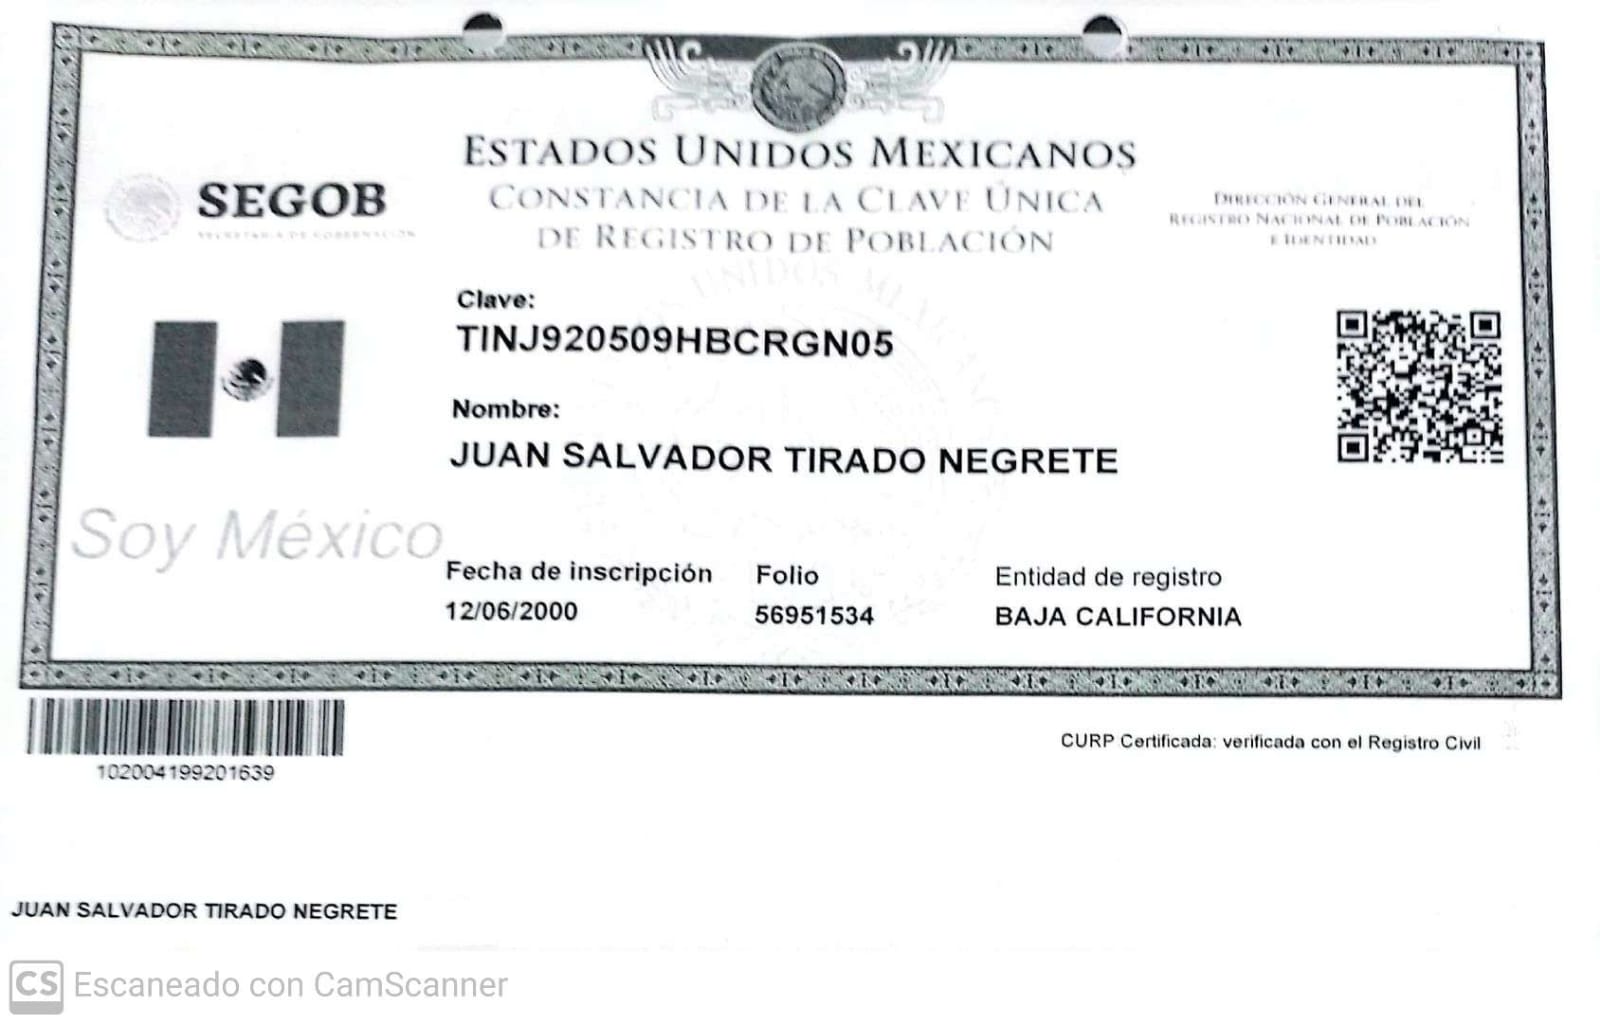 ESTADOS UNIDOS MEXICANOS
CONSTANCIA DE LA CLAVE ÚNICA
DE REGISTRO DE POBLACIÓN
SEGOB
SECRETARÍA DE GOBERNACIÓN
DIRECCIÓN GENERAL DEL
REGISTRO NACIONAL DE POBLACIÓN
E IDENTIDAD
UNIDOS MEXICANOS
Clave:
TINJ920509HBCRGN05
Nombre:
JUAN SALVADOR TIRADO NEGRETE
Soy México
Fecha de inscripción Folio Entidad de registro
12/06/2000 56951534 BAJA CALIFORNIA
102004199201639
CURP Certificada: verificada con el Registro Civil
JUAN SALVADOR TIRADO NEGRETE
CS Escaneado con CamScanner